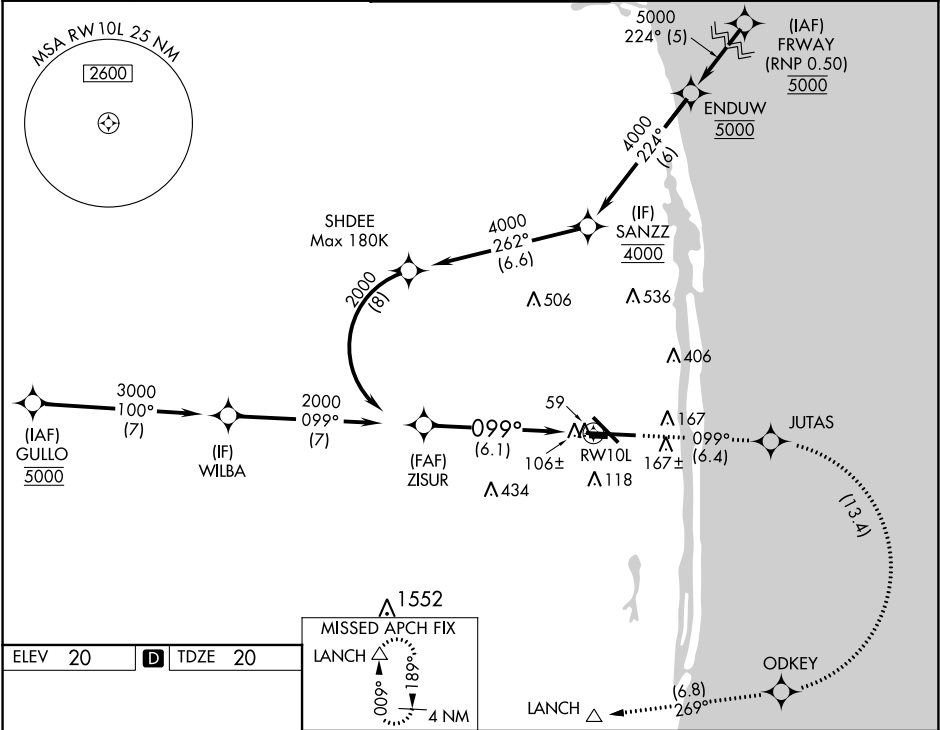 MSA RW10L 25 NM
2600
5000
224° (5)
(IAF)
FRWAY
(RNP 0.50)
5000
ENDUW
5000
4000
224°
(6)
(IF)
SANZZ
4000
SHDEE
Max 180K
4000
262°
(6.6)
2000
(8)
506
536
406
3000
100°
(7)
2000
099°
(7)
(IAF)
GULLO
5000
(IF)
WILBA
099°
(6.1)
(FAF)
ZISUR
59
106±
RW10L
118
434
167
167±
099°
(6.4)
JUTAS
(13.4)
1552
MISSED APCH FIX
LANCH
009°
189°
4 NM
ELEV 20
D
TDZE 20
ODKEY
(6.8)
269°
LANCH